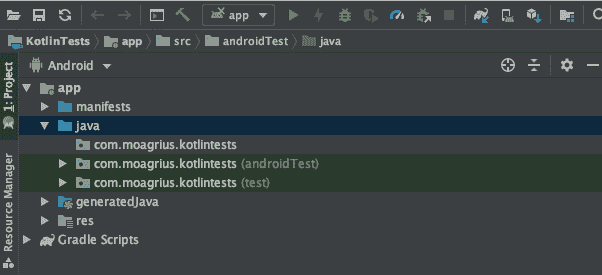 app
KotlinTests app src androidTest java
1: Project
Android
app
manifests
java
com.moagrius.kotlintests
com.moagrius.kotlintests (androidTest)
com.moagrius.kotlintests (test)
generatedJava
res
Gradle Scripts
Resource Manager